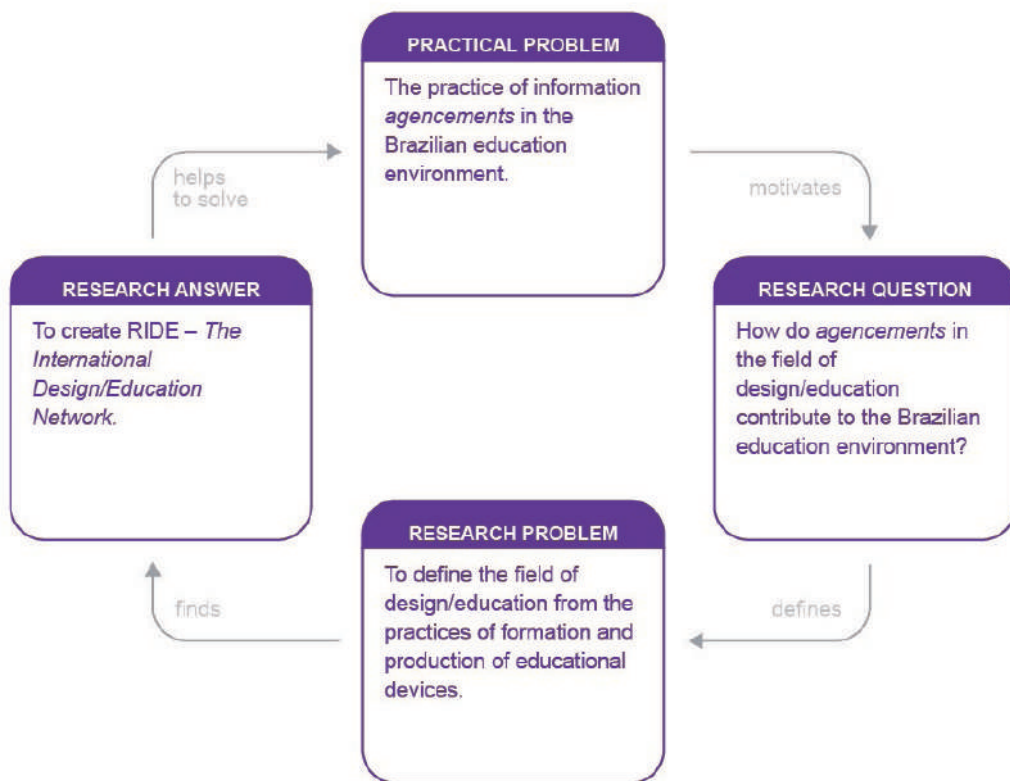 PRACTICAL PROBLEM
The practice of information
agencements in the
Brazilian education
environment.
helps
to solve
motivates
RESEARCH ANSWER
To create RIDE – The
International
Design/Education
Network.
RESEARCH QUESTION
How do agencements in
the field of
design/education
contribute to the Brazilian
education environment?
RESEARCH PROBLEM
To define the field of
design/education from the
practices of formation and
production of educational
devices.
finds
defines